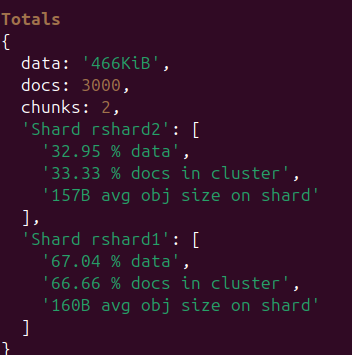 Totals
{
  data: '466KiB',
  docs: 3000,
  chunks: 2,
  'Shard rshard2': [
    '32.95 % data',
    '33.33 % docs in cluster',
    '157B avg obj size on shard'
  ],
  'Shard rshard1': [
    '67.04 % data',
    '66.66 % docs in cluster',
    '160B avg obj size on shard'
  ]
}